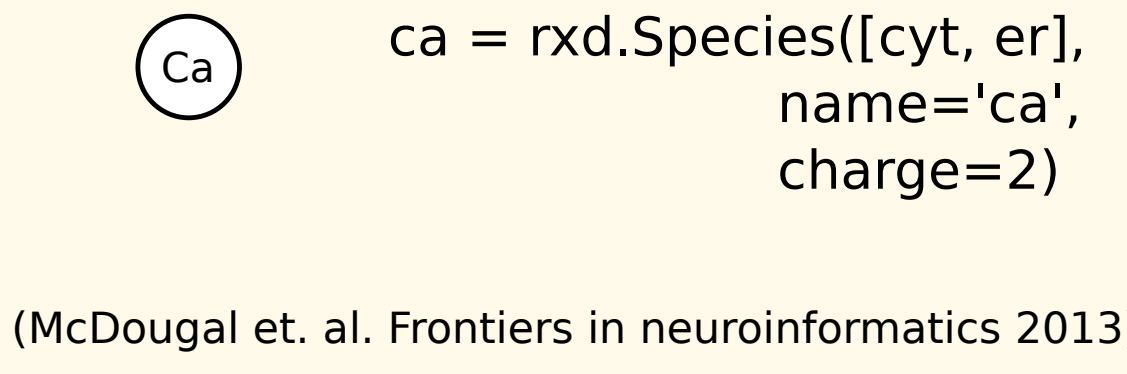 Ca
ca = rxd.Species([cyt, er],
name='ca',
charge=2)
(McDougal et. al. Frontiers in neuroinformatics 2013)